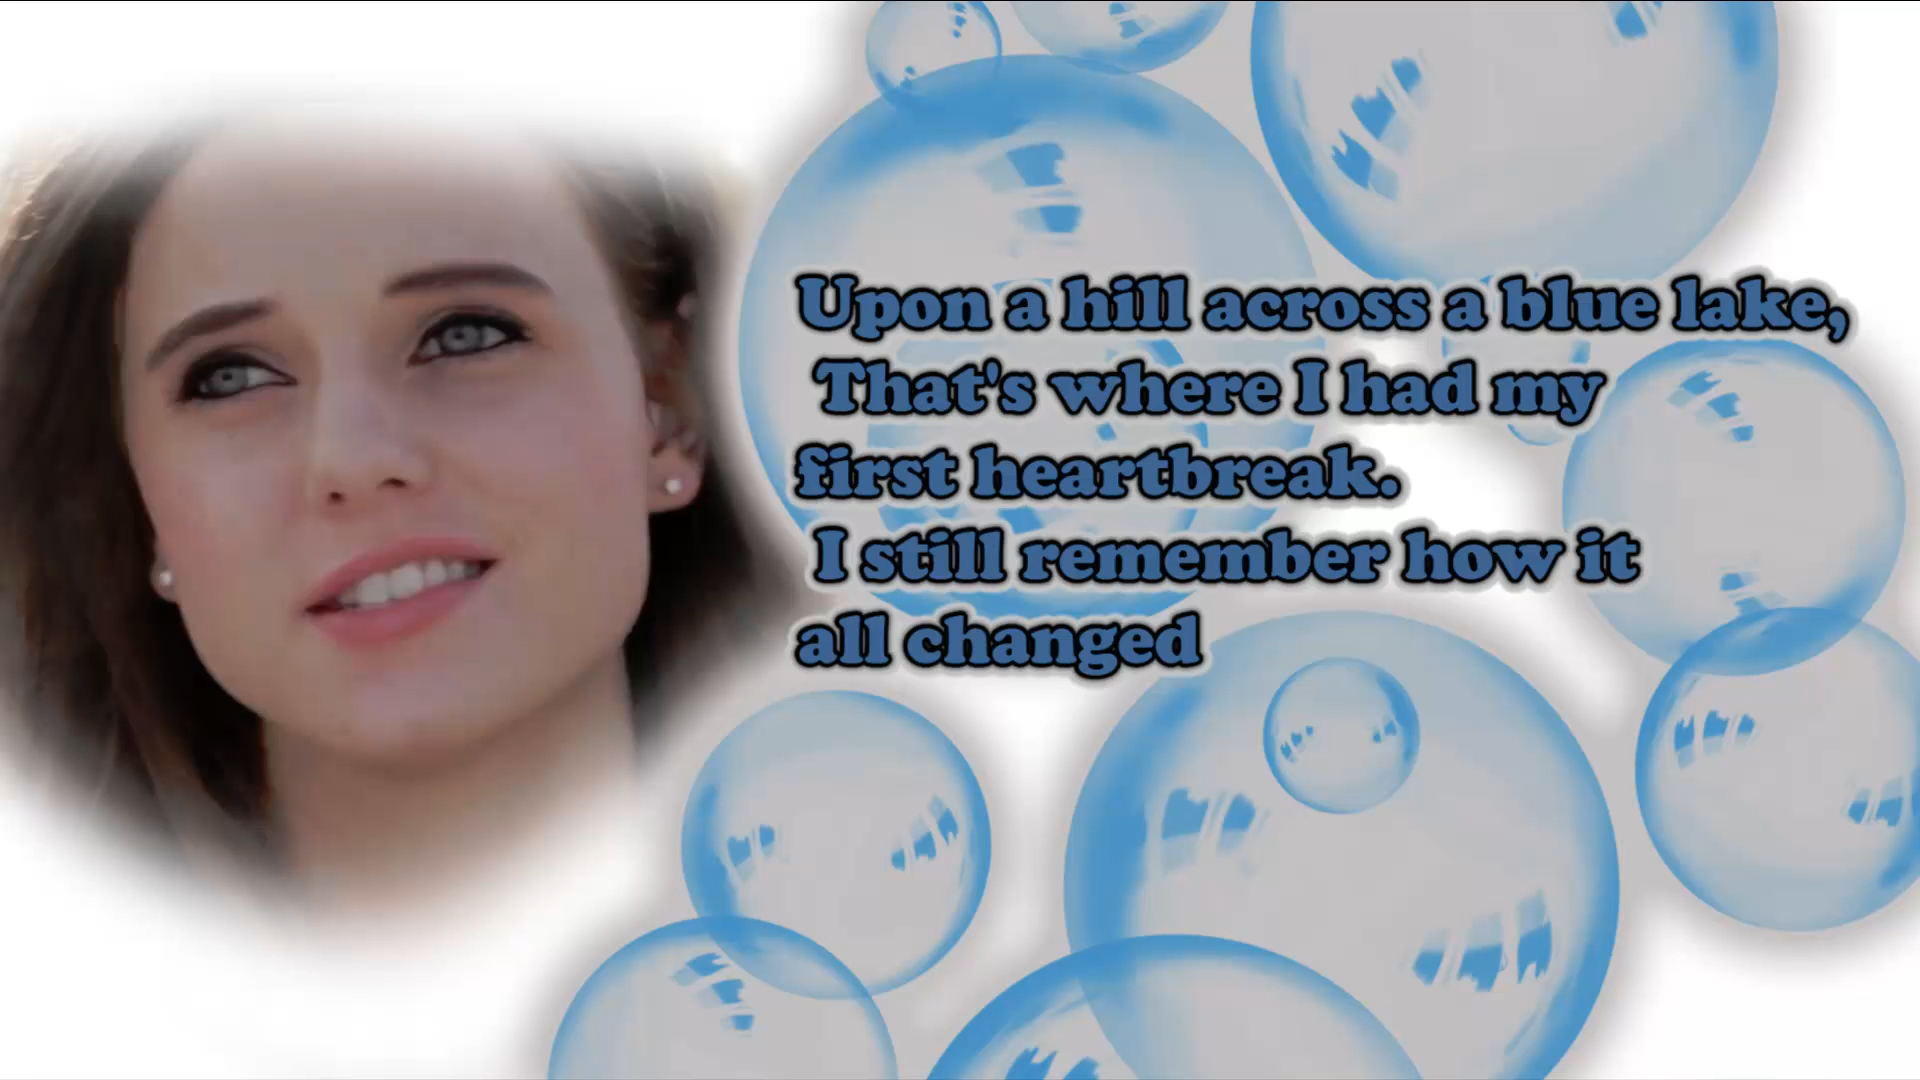 Upon a hill across a blue lake,
That's where I had my
first heartbreak.
I still remember how it
all changed